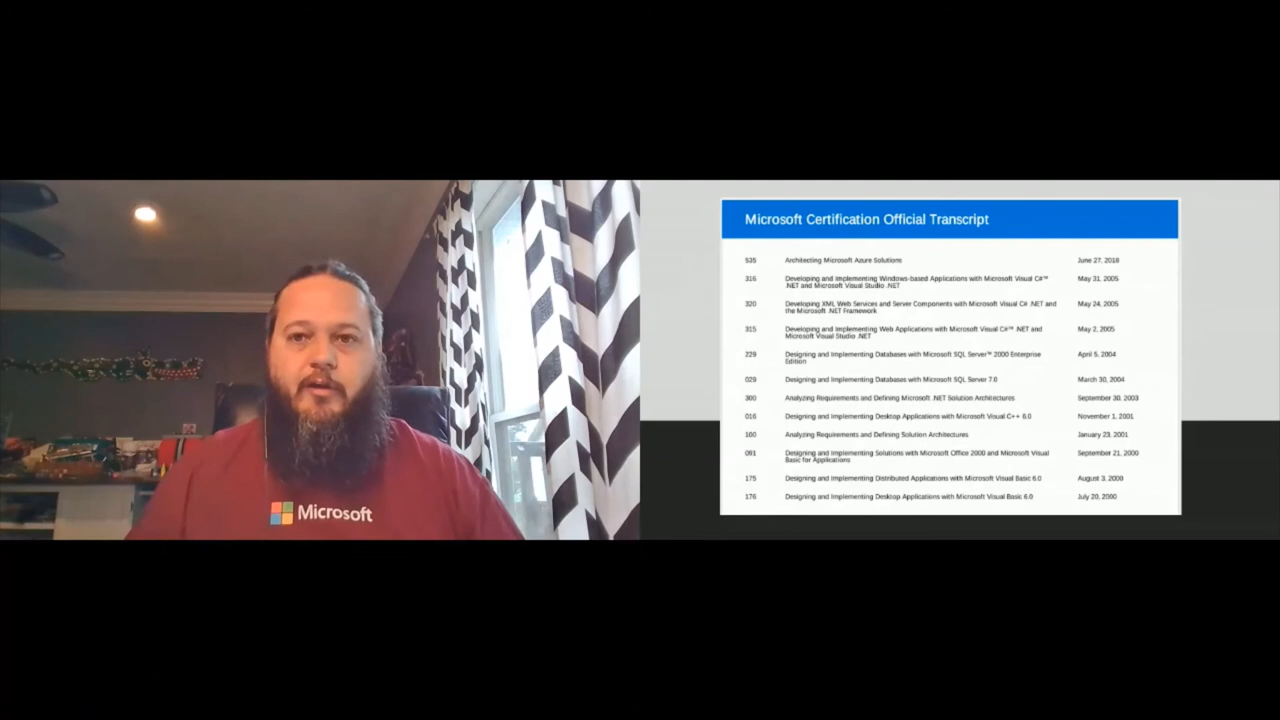 Microsoft
Microsoft Certification Official Transcript
535 Architecting Microsoft Azure Solutions June 27, 2018
316 Developing and Implementing Windows-based Applications with Microsoft Visual C#™ May 31, 2005
.NET and Microsoft Visual Studio .NET
320 Developing XML Web Services and Server Components with Microsoft Visual C# .NET and May 24, 2005
the Microsoft .NET Framework
315 Developing and Implementing Web Applications with Microsoft Visual C#™ .NET and May 2, 2005
Microsoft Visual Studio .NET
229 Designing and Implementing Databases with Microsoft SQL Server™ 2000 Enterprise April 5, 2004
Edition
029 Designing and Implementing Databases with Microsoft SQL Server 7.0 March 30, 2004
300 Analyzing Requirements and Defining Microsoft .NET Solution Architectures September 30, 2003
016 Designing and Implementing Desktop Applications with Microsoft Visual C++ 6.0 November 1, 2001
100 Analyzing Requirements and Defining Solution Architectures January 23, 2001
091 Designing and Implementing Solutions with Microsoft Office 2000 and Microsoft Visual September 21, 2000
Basic for Applications
175 Designing and Implementing Distributed Applications with Microsoft Visual Basic 6.0 August 3, 2000
176 Designing and Implementing Desktop Applications with Microsoft Visual Basic 6.0 July 20, 2000